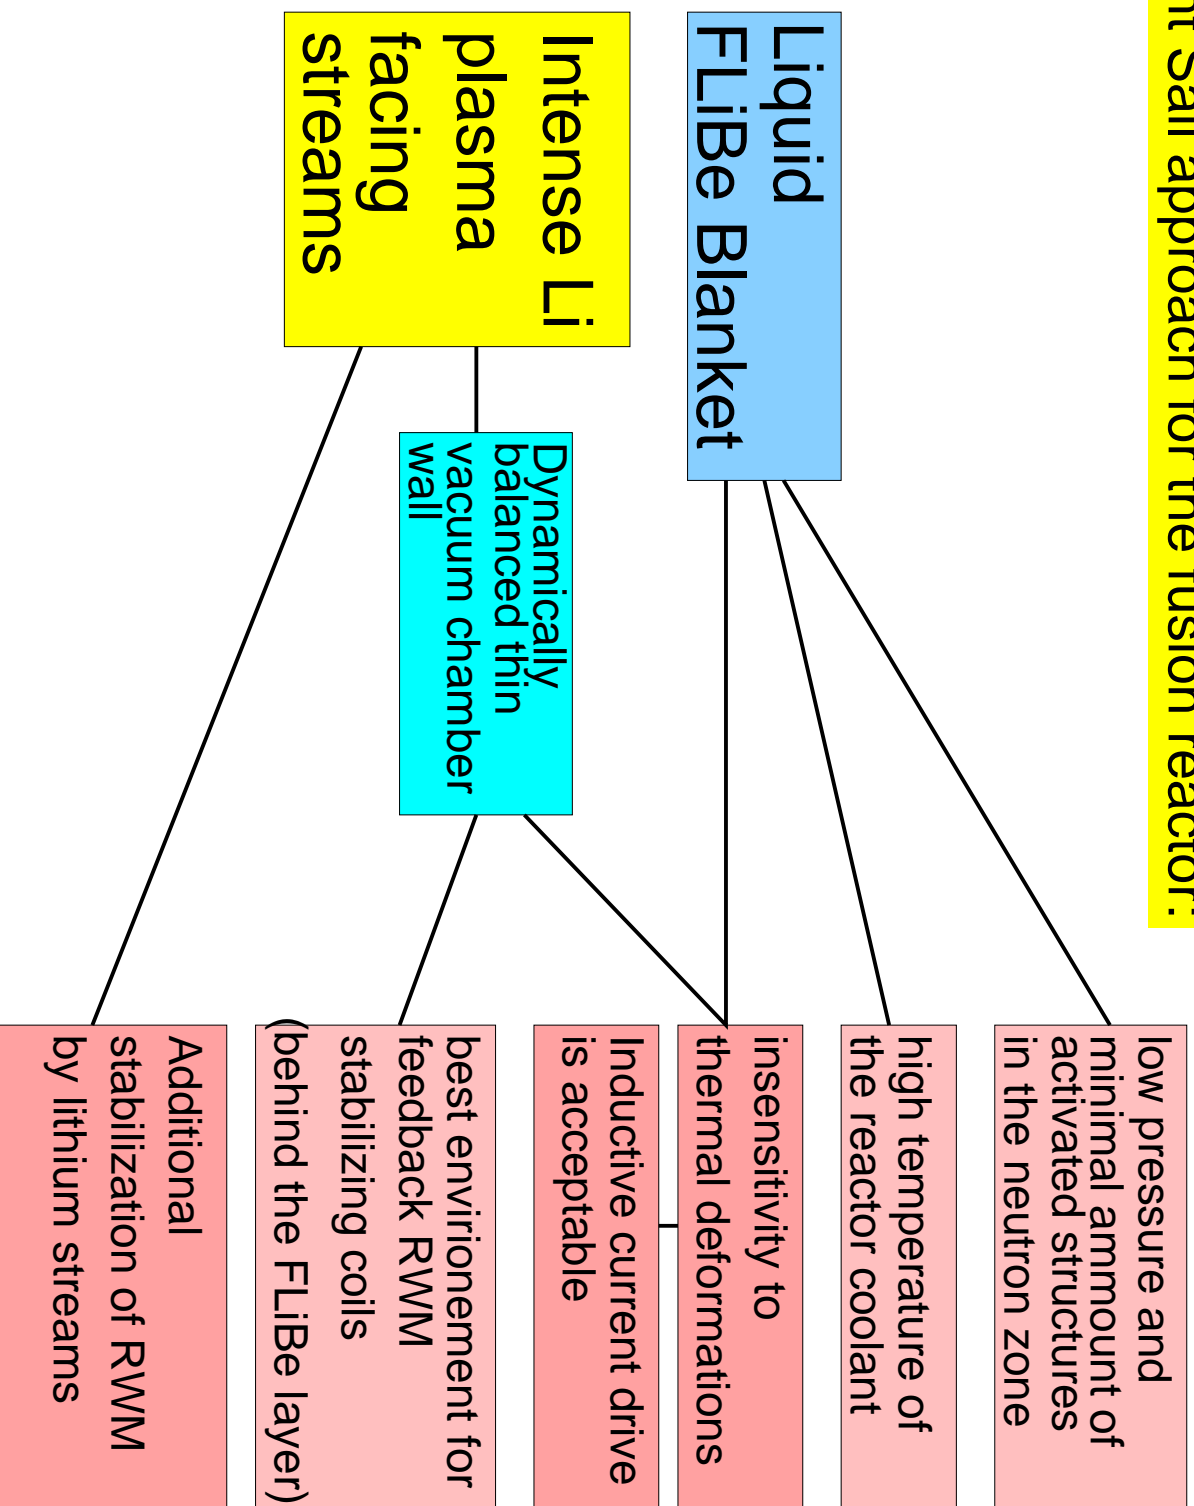 nt Sail approach for the fusion reactor:
Liquid
FLiBe Blanket
Intense Li
plasma
facing
streams
Dynamically
balanced thin
vacuum chamber
wall
low pressure and
minimal ammount of
activated structures
in the neutron zone
high temperature of
the reactor coolant
insensitivity to
thermal deformations
Inductive current drive
is acceptable
best envirionement for
feedback RWM
stabilizing coils
(behind the FLiBe layer)
Additional
stabilization of RWM
by lithium streams